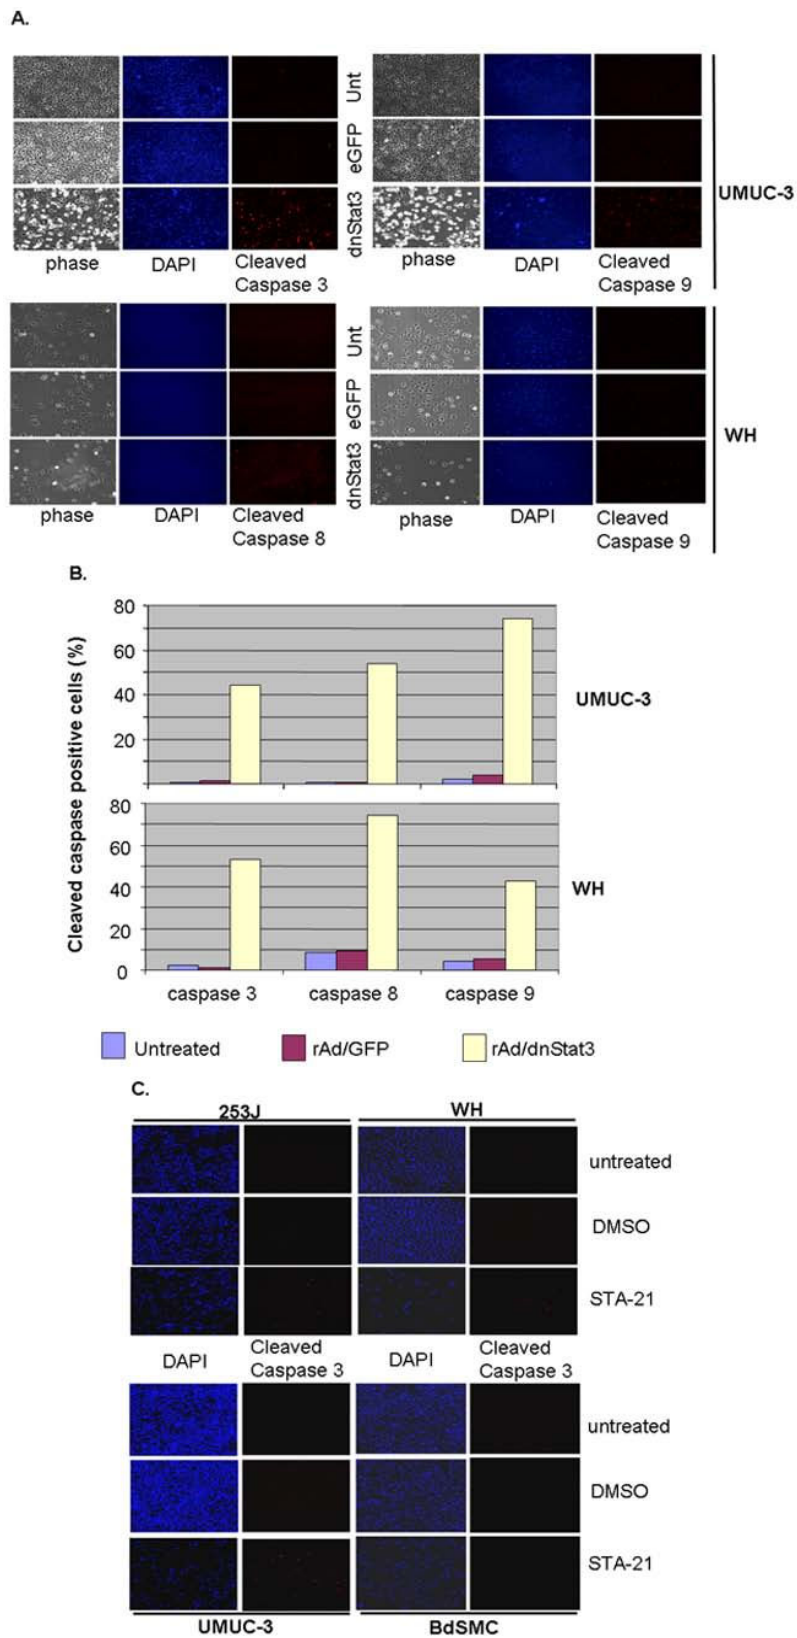 A.
Unt
eGFP
dnStat3
UMUC-3
phase DAPI Cleaved Caspase 3
phase DAPI Cleaved Caspase 9
Unt
eGFP
dnStat3
WH
phase DAPI Cleaved Caspase 8
phase DAPI Cleaved Caspase 9
B.
Cleaved caspase positive cells (%)
80
60
40
20
UMUC-3
80
60
40
20
0
WH
caspase 3 caspase 8 caspase 9
Untreated rAd/GFP rAd/dnStat3
C.
253J WH
untreated
DMSO
STA-21
DAPI Cleaved Caspase 3 DAPI Cleaved Caspase 3
untreated
DMSO
STA-21
UMUC-3 BdSMC